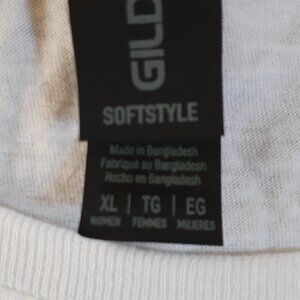 GILD
SOFTSTYLE
Made in Bangladesh
Fabriqué au Bangladesh
Hecho en Bangladesh
XL | TG | EG
WOMEN FEMMES MUJERES